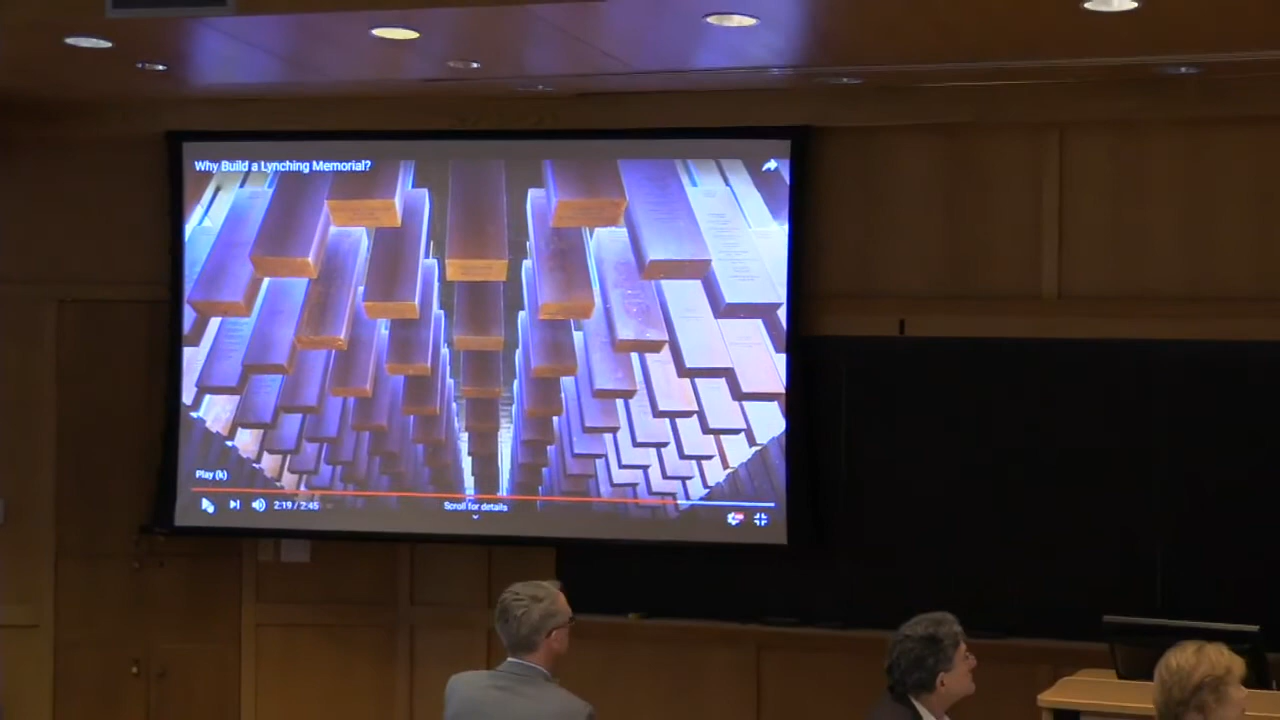 Why Build a Lynching Memorial?
Play (k)
2:19 / 2:45
Scroll for details